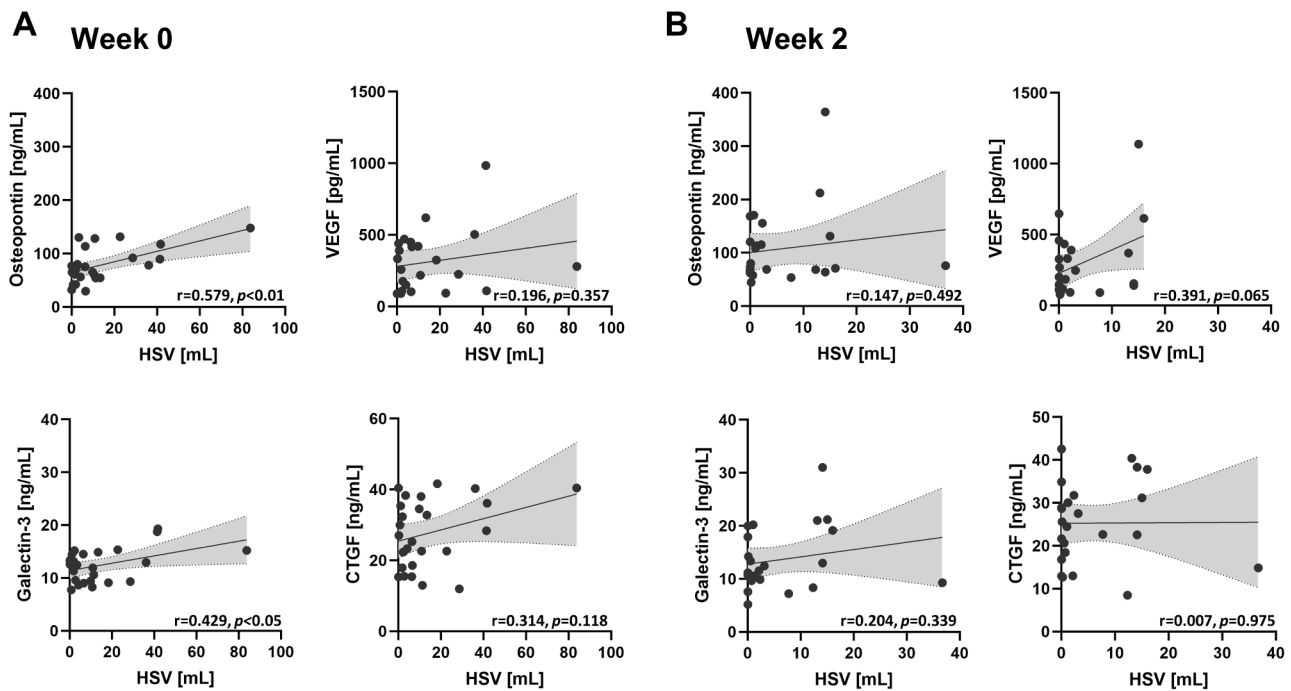 A Week 0
B Week 2
Osteopontin [ng/mL]
400
300
200
100
0
0 20 40 60 80 100
HSV [mL]
r=0.579, p<0.01
VEGF [pg/mL]
1500
1000
500
0
0 20 40 60 80 100
HSV [mL]
r=0.196, p=0.357
Osteopontin [ng/mL]
400
300
200
100
0
0 10 20 30 40
HSV [mL]
r=0.147, p=0.492
VEGF [pg/mL]
1500
1000
500
0
0 10 20 30 40
HSV [mL]
r=0.391, p=0.065
Galectin-3 [ng/mL]
40
30
20
10
0
0 20 40 60 80 100
HSV [mL]
r=0.429, p<0.05
CTGF [ng/mL]
60
40
20
0
0 20 40 60 80 100
HSV [mL]
r=0.314, p=0.118
Galectin-3 [ng/mL]
40
30
20
10
0
0 10 20 30 40
HSV [mL]
r=0.204, p=0.339
CTGF [ng/mL]
50
40
30
20
10
0
0 10 20 30 40
HSV [mL]
r=0.007, p=0.975